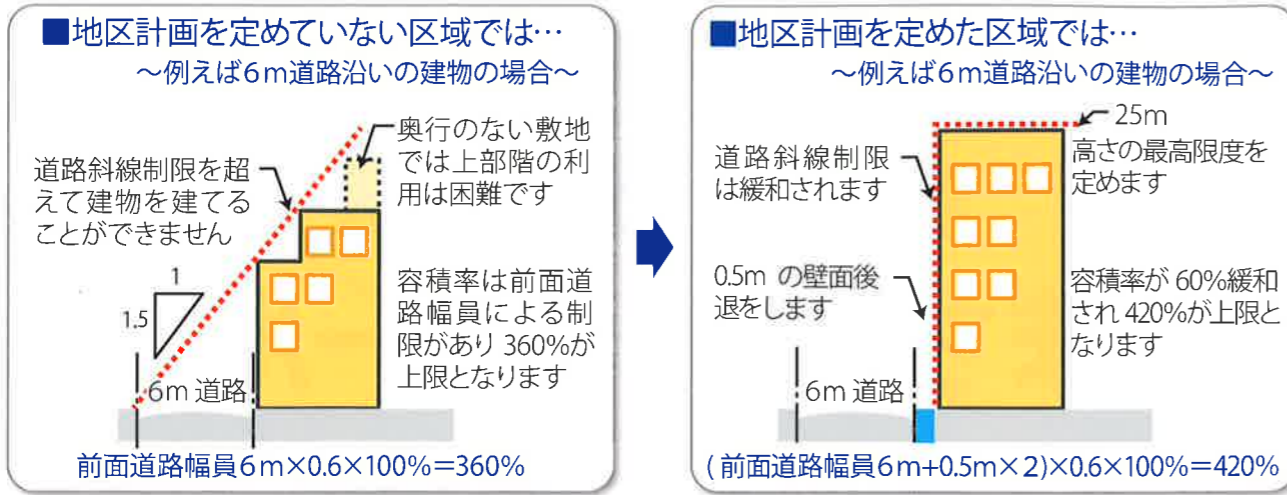 ■地区計画を定めていない区域では…
～例えば6m道路沿いの建物の場合～
奥行のない敷地
では上部階の利
用は困難です
道路斜線制限を超
えて建物を建てる
ことができません
1
1.5
容積率は前面道
路幅員による制
限があり 360%が
上限となります
6m 道路
前面道路幅員6m×0.6×100%=360%
■地区計画を定めた区域では…
～例えば6m道路沿いの建物の場合～
25m
高さの最高限度を
定めます
道路斜線制限
は緩和されます
0.5m の壁面後
退をします
容積率が 60%緩和
され 420%が上限と
なります
6m 道路
(前面道路幅員6m+0.5m×2)×0.6×100%=420%